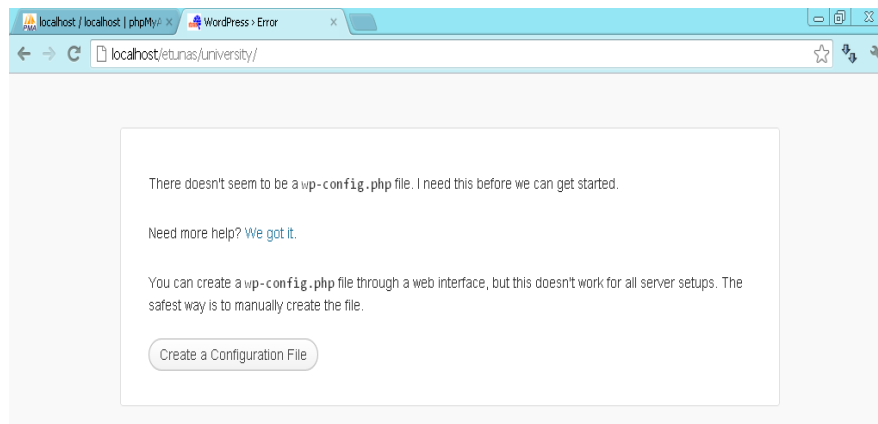 localhost / localhost | phpMyA
WordPress › Error
localhost/etunas/university/
There doesn't seem to be a wp-config.php file. I need this before we can get started.
Need more help? We got it.
You can create a wp-config.php file through a web interface, but this doesn't work for all server setups. The
safest way is to manually create the file.
Create a Configuration File